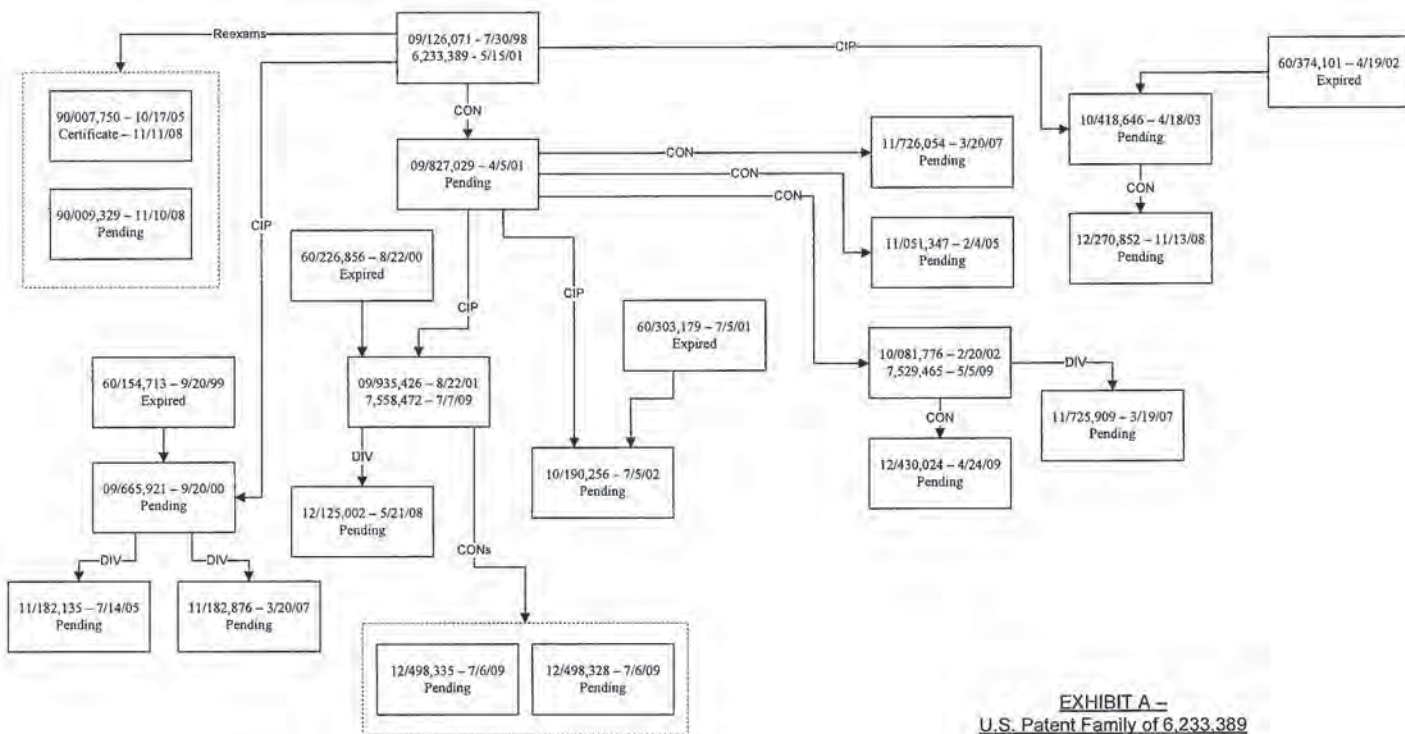 Reexams
09/126,071 - 7/30/98
6,233,389 - 5/15/01
CIP
60/374,101 – 4/19/02
Expired
90/007,750 – 10/17/05
Certificate – 11/11/08
90/009,329 – 11/10/08
Pending
CON
10/418,646 – 4/18/03
Pending
09/827,029 – 4/5/01
Pending
CON
11/726,054 – 3/20/07
Pending
CON
CON
CON
12/270,852 – 11/13/08
Pending
11/051,347 – 2/4/05
Pending
CIP
60/226,856 – 8/22/00
Expired
CIP
CIP
60/303,179 – 7/5/01
Expired
10/081,776 – 2/20/02
7,529,465 – 5/5/09
DIV
11/725,909 – 3/19/07
Pending
CON
12/430,024 – 4/24/09
Pending
60/154,713 – 9/20/99
Expired
09/935,426 – 8/22/01
7,558,472 – 7/7/09
10/190,256 – 7/5/02
Pending
09/665,921 – 9/20/00
Pending
DIV
12/125,002 – 5/21/08
Pending
CONs
DIV
DIV
11/182,135 – 7/14/05
Pending
11/182,876 – 3/20/07
Pending
12/498,335 – 7/6/09
Pending
12/498,328 – 7/6/09
Pending
EXHIBIT A –
U.S. Patent Family of 6,233,389